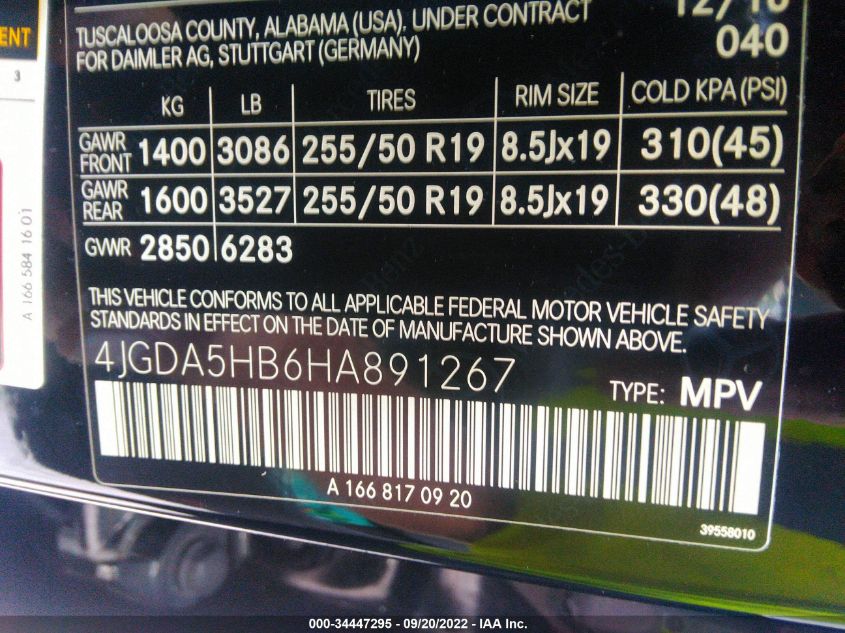 ENT
3
A 166 584 16 01
12/16
TUSCALOOSA COUNTY, ALABAMA (USA). UNDER CONTRACT
FOR DAIMLER AG, STUTTGART (GERMANY)
040
KG LB TIRES RIM SIZE COLD KPA (PSI)
GAWR FRONT 1400 3086 255/50 R19 8.5Jx19 310(45)
GAWR REAR 1600 3527 255/50 R19 8.5Jx19 330(48)
GVWR 2850 6283
THIS VEHICLE CONFORMS TO ALL APPLICABLE FEDERAL MOTOR VEHICLE SAFETY
STANDARDS IN EFFECT ON THE DATE OF MANUFACTURE SHOWN ABOVE.
4JGDA5HB6HA891267
TYPE: MPV
A 166 817 09 20
39558010
000-34447295 - 09/20/2022 - IAA Inc.